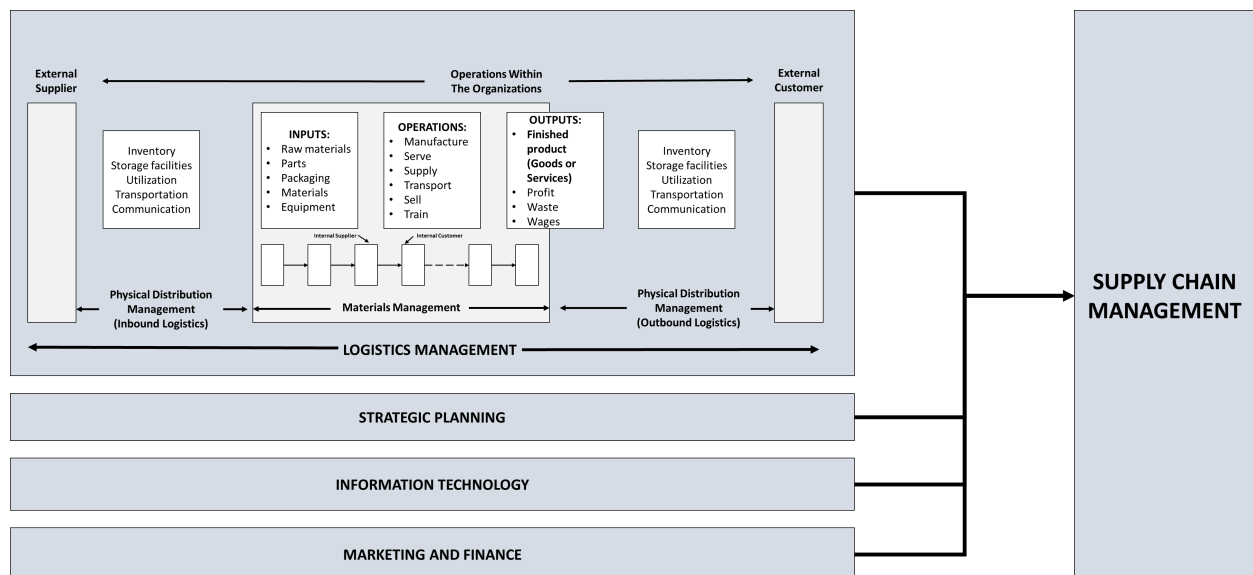 External
Supplier
Operations Within
The Organizations
External
Customer
Inventory
Storage facilities
Utilization
Transportation
Communication
INPUTS:
• Raw materials
• Parts
• Packaging
• Materials
• Equipment
OPERATIONS:
• Manufacture
• Serve
• Supply
• Transport
• Sell
• Train
OUTPUTS:
• Finished
product
(Goods or
Services)
• Profit
• Waste
• Wages
Inventory
Storage facilities
Utilization
Transportation
Communication
Internal Supplier
Internal Customer
Physical Distribution
Management
(Inbound Logistics)
Materials Management
Physical Distribution
Management
(Outbound Logistics)
LOGISTICS MANAGEMENT
STRATEGIC PLANNING
INFORMATION TECHNOLOGY
MARKETING AND FINANCE
SUPPLY CHAIN
MANAGEMENT